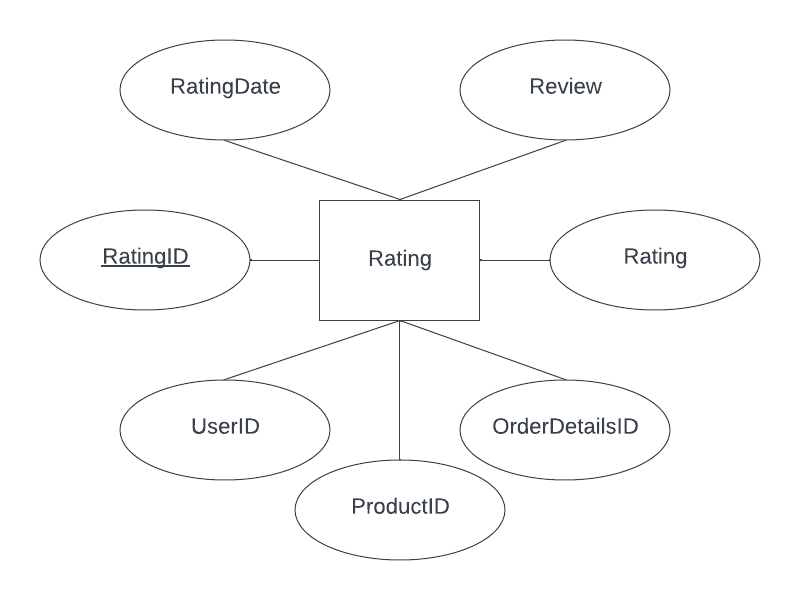 RatingDate
Review
RatingID
Rating
Rating
UserID
OrderDetailsID
ProductID